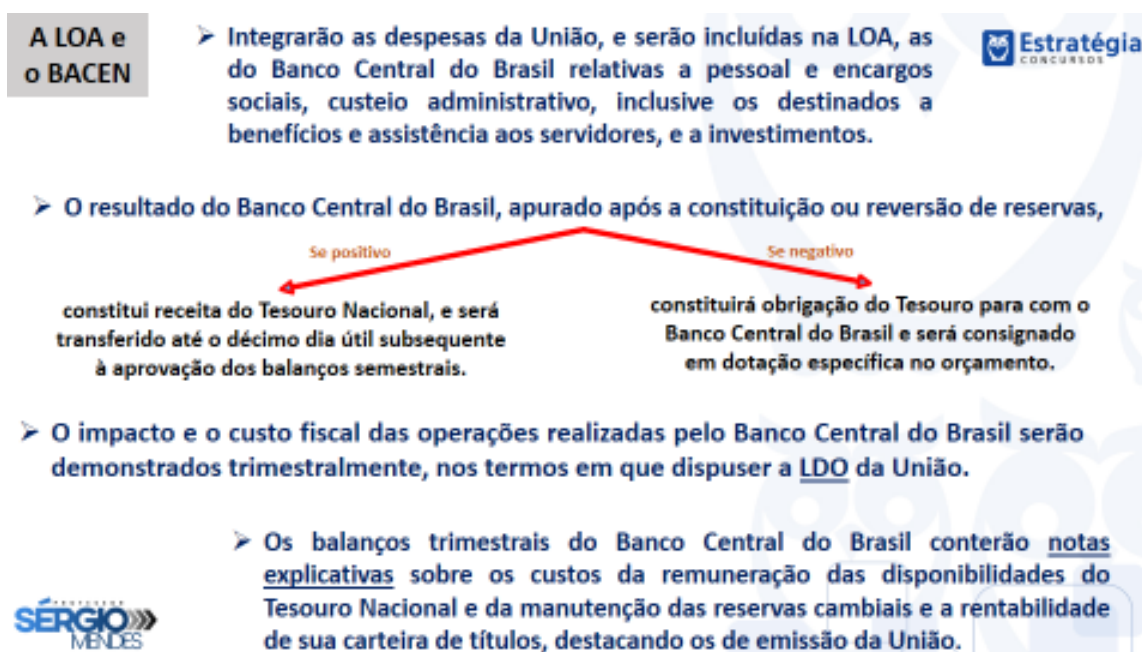 A LOA e
o BACEN
➢ Integrarão as despesas da União, e serão incluídas na LOA, as
do Banco Central do Brasil relativas a pessoal e encargos
sociais, custeio administrativo, inclusive os destinados a
benefícios e assistência aos servidores, e a investimentos.
Estratégia
CONCURSOS
➢ O resultado do Banco Central do Brasil, apurado após a constituição ou reversão de reservas,
Se positivo
Se negativo
constitui receita do Tesouro Nacional, e será
transferido até o décimo dia útil subsequente
à aprovação dos balanços semestrais.
constituirá obrigação do Tesouro para com o
Banco Central do Brasil e será consignado
em dotação específica no orçamento.
➢ O impacto e o custo fiscal das operações realizadas pelo Banco Central do Brasil serão
demonstrados trimestralmente, nos termos em que dispuser a LDO da União.
➢ Os balanços trimestrais do Banco Central do Brasil conterão notas
explicativas sobre os custos da remuneração das disponibilidades do
Tesouro Nacional e da manutenção das reservas cambiais e a rentabilidade
de sua carteira de títulos, destacando os de emissão da União.
PROFESSOR
SÉRGIO
MENDES